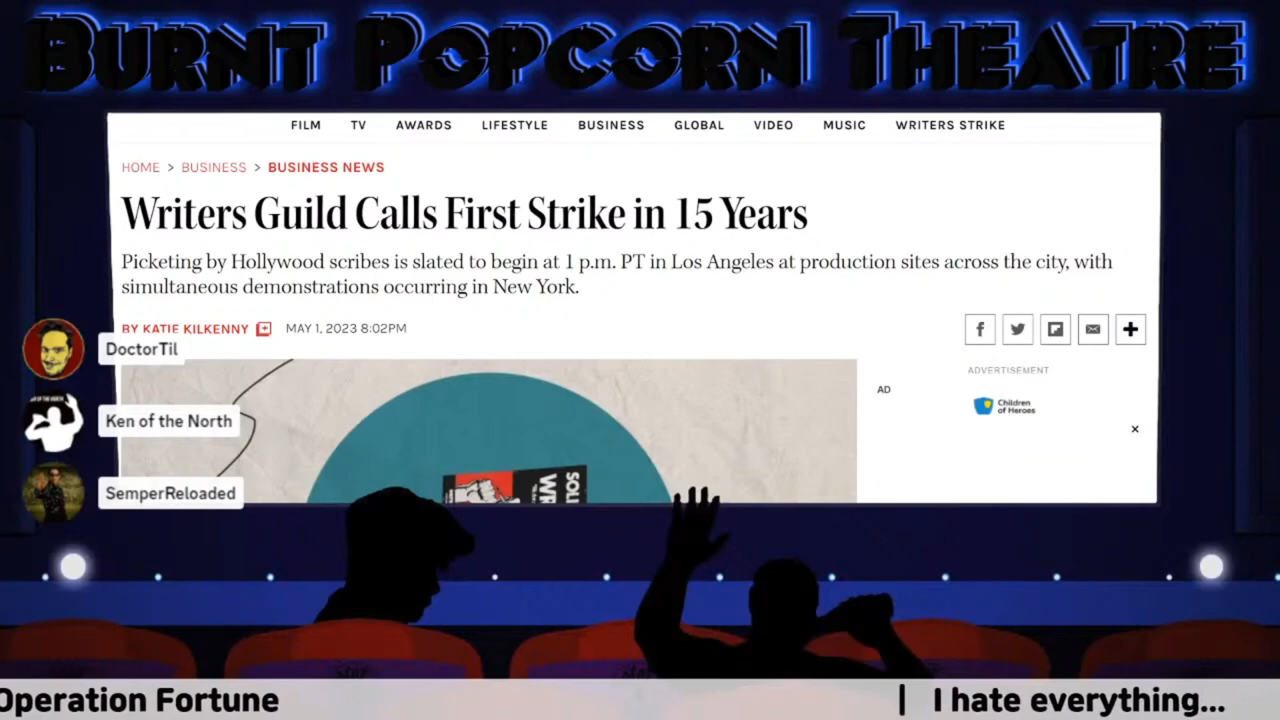 BURNT POPCORN THEATRE
FILM TV AWARDS LIFESTYLE BUSINESS GLOBAL VIDEO MUSIC WRITERS STRIKE
HOME > BUSINESS > BUSINESS NEWS
Writers Guild Calls First Strike in 15 Years
Picketing by Hollywood scribes is slated to begin at 1 p.m. PT in Los Angeles at production sites across the city, with
simultaneous demonstrations occurring in New York.
BY KATIE KILKENNY MAY 1, 2023 8:02PM
DoctorTil
ADVERTISEMENT
AD
Children
of Heroes
Ken of the North
SemperReloaded
Operation Fortune | I hate everything...